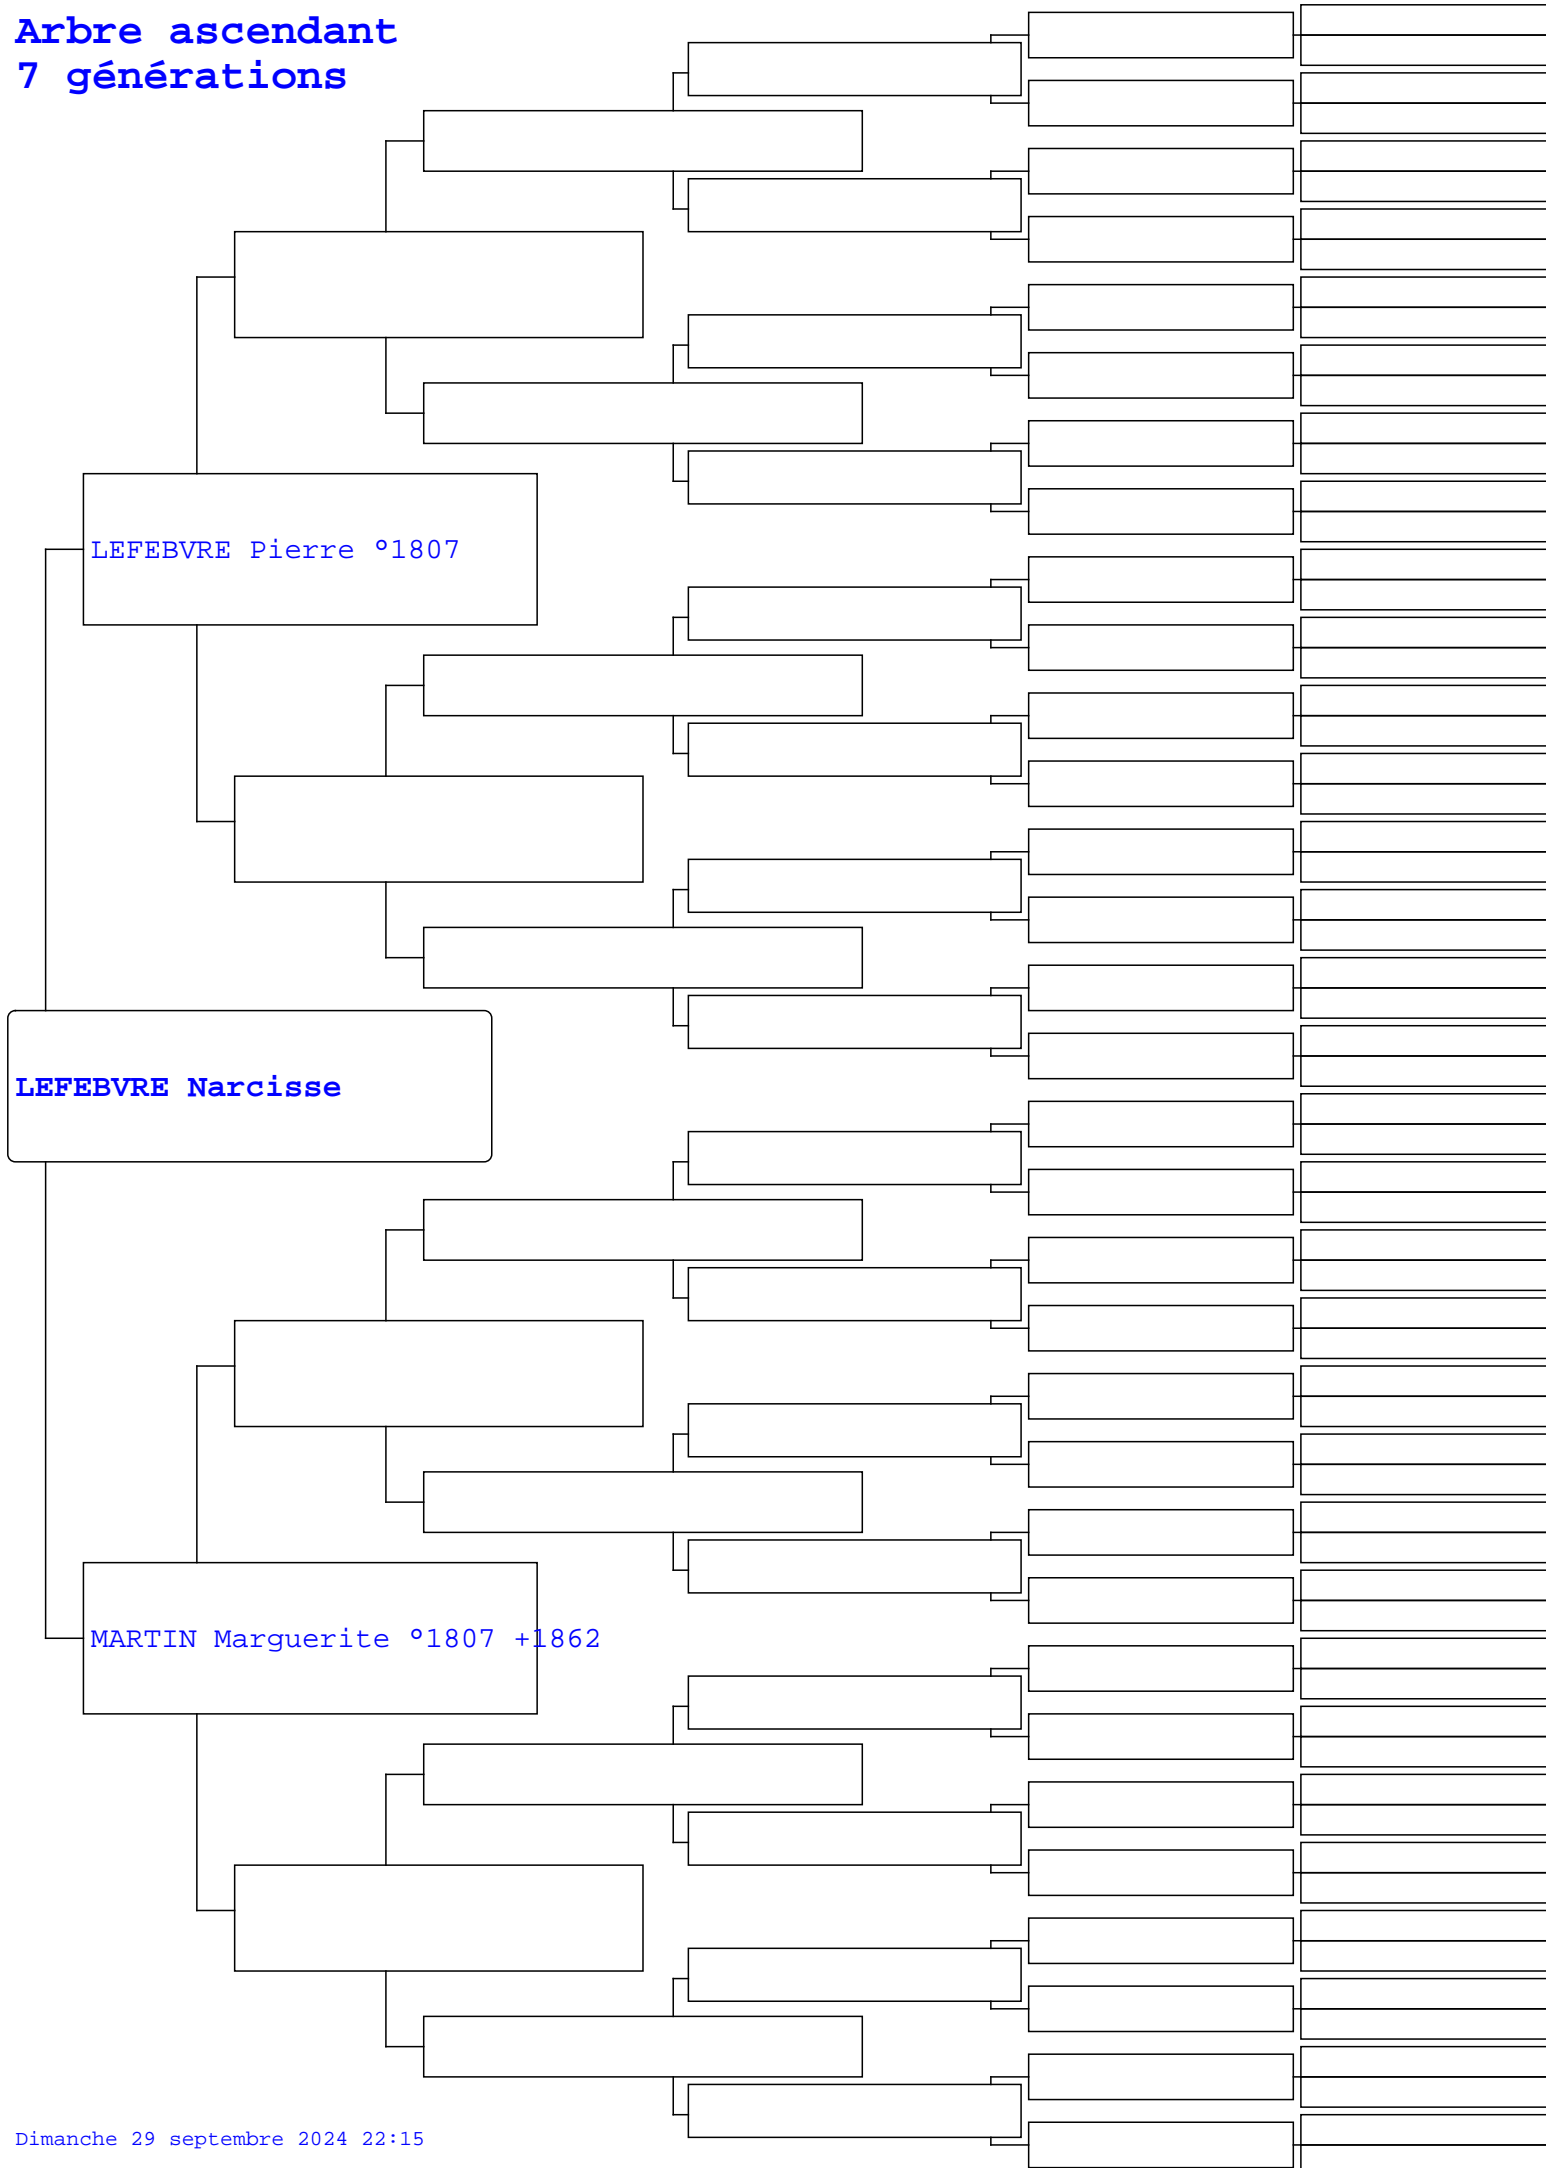 Arbre ascendant
7 générations
LEFEBVRE Pierre °1807
LEFEBVRE Narcisse
MARTIN Marguerite °1807 +1862
Dimanche 29 septembre 2024 22:15